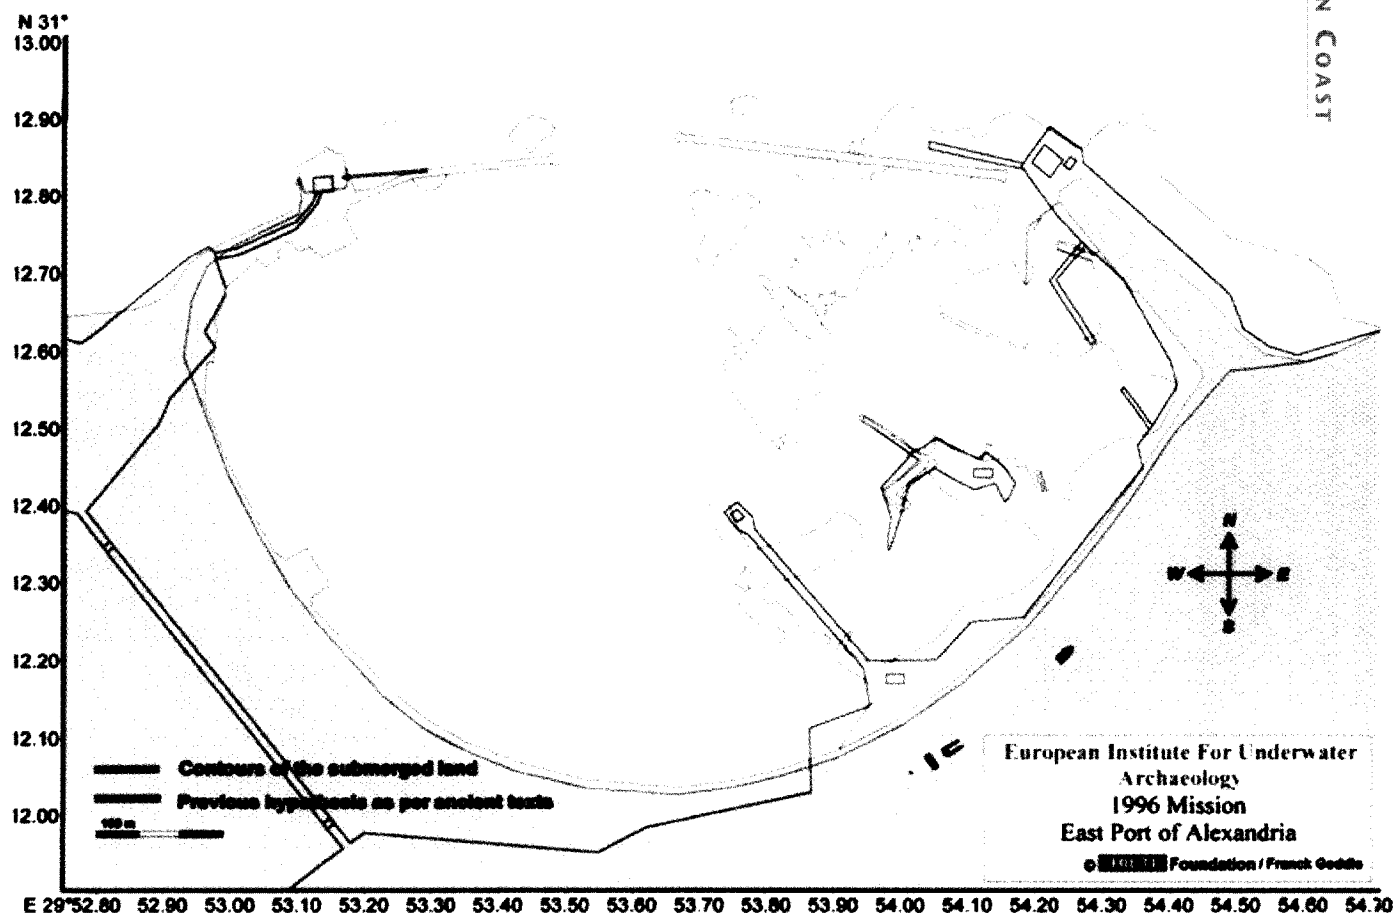 N COAST
N 31°
13.00
12.90
12.80
12.70
12.60
12.50
12.40
12.30
12.20
12.10
12.00
N
W E
S
Contours of the submerged land
Previous hypothesis as per ancient texts
100 m
European Institute For Underwater
Archaeology
1996 Mission
East Port of Alexandria
© Foundation / Franck Goddio
E 29°52.80 52.90 53.00 53.10 53.20 53.30 53.40 53.50 53.60 53.70 53.80 53.90 54.00 54.10 54.20 54.30 54.40 54.50 54.60 54.70